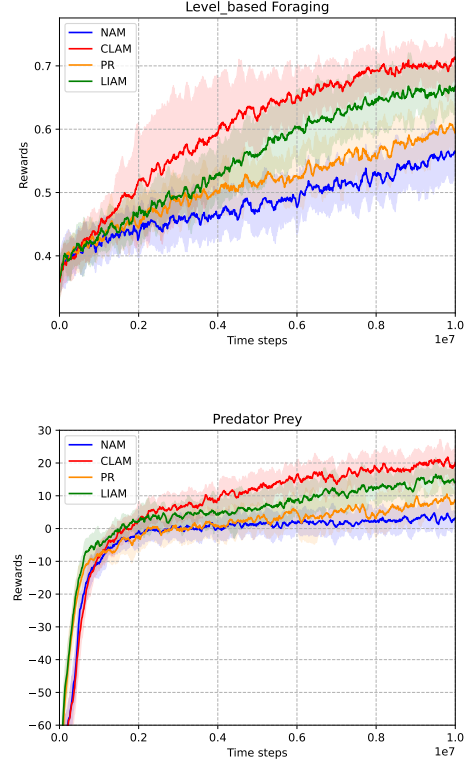 Level_based Foraging
NAM
CLAM
PR
LIAM
Rewards
0.7
0.6
0.5
0.4
0.0 0.2 0.4 0.6 0.8 1.0
Time steps 1e7
Predator Prey
NAM
CLAM
PR
LIAM
Rewards
30
20
10
0
−10
−20
−30
−40
−50
−60
0.0 0.2 0.4 0.6 0.8 1.0
Time steps 1e7